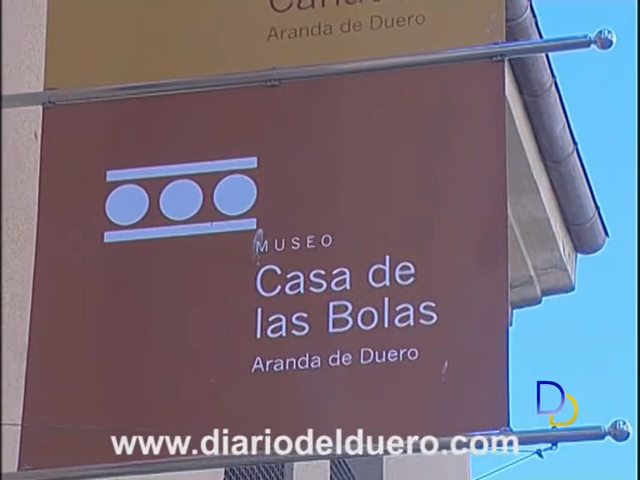 Aranda de Duero
MUSEO
Casa de
las Bolas
Aranda de Duero
D
www.diariodelduero.com